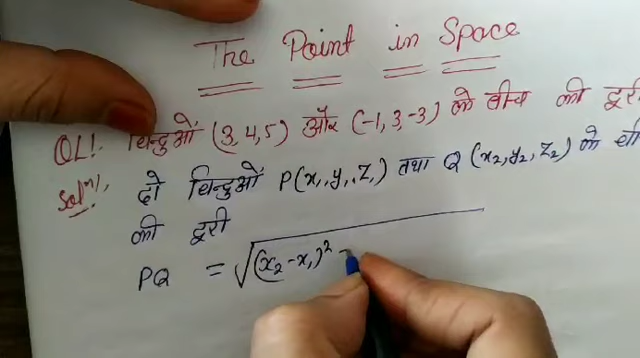 The Point in Space
Q1. बिन्दुओं (3,4,5) और (-1,3,-3) के बीच की दूरी
Solⁿ). दो बिन्दुओं P(x₁,y₁,z₁) तथा Q(x₂,y₂,z₂) के बी
की दूरी
PQ = √(x₂-x₁)² -